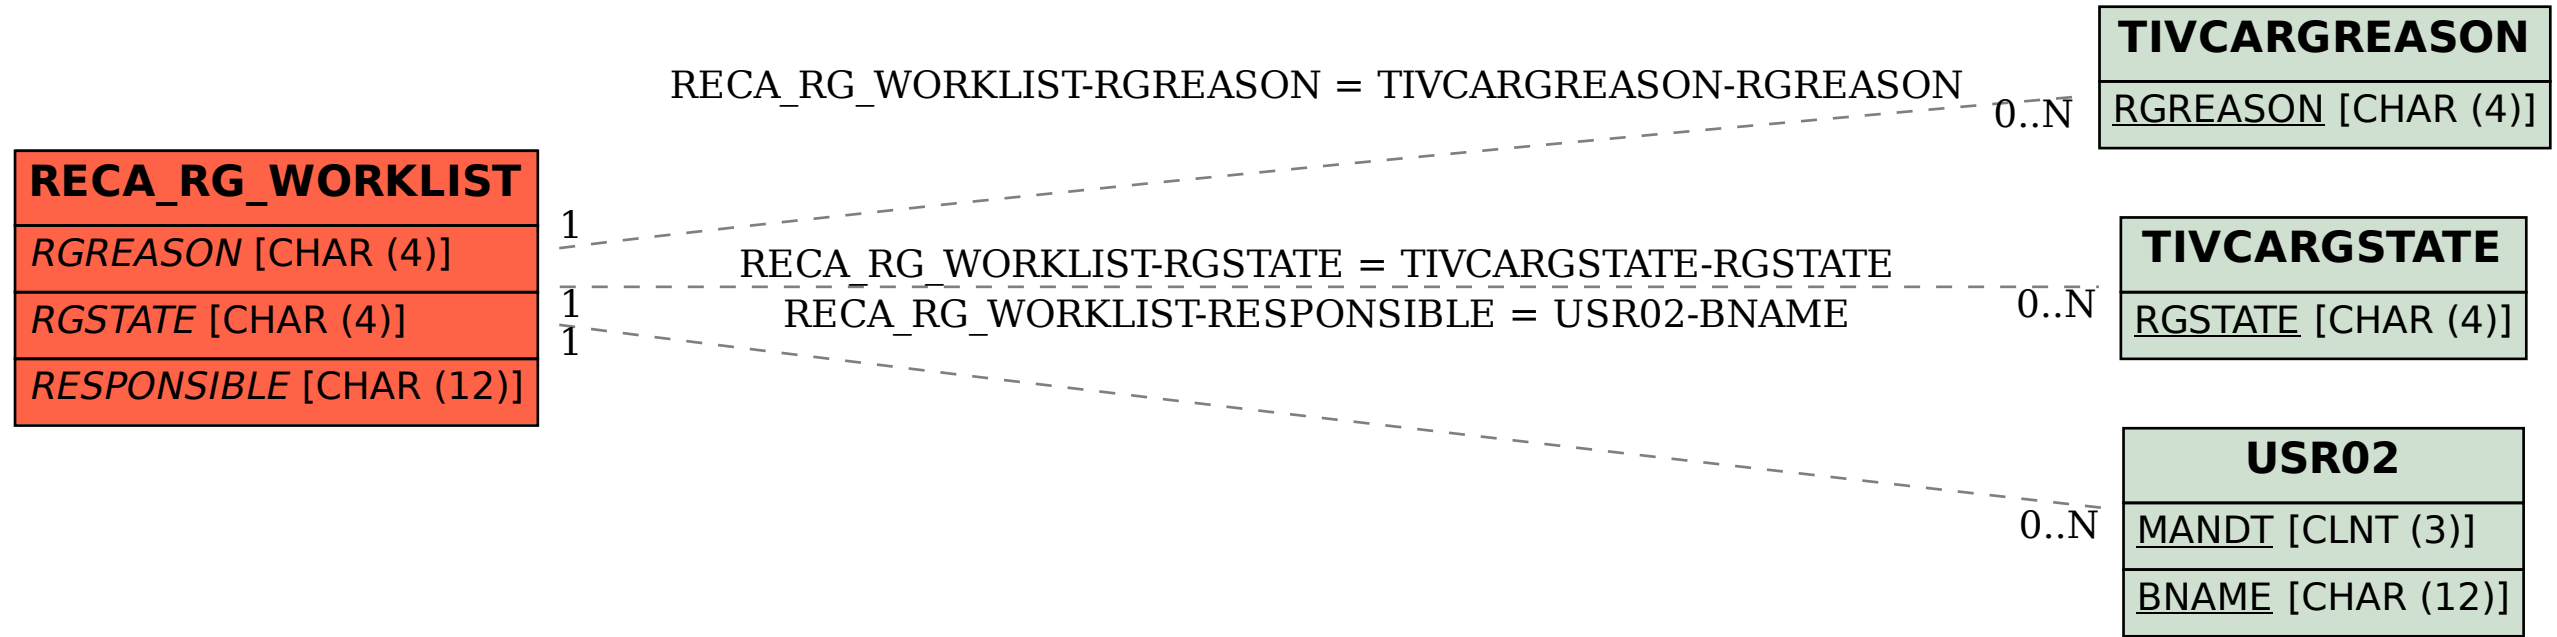 RECA_RG_WORKLIST
RGREASON [CHAR (4)]
RGSTATE [CHAR (4)]
RESPONSIBLE [CHAR (12)]
RECA_RG_WORKLIST-RGREASON = TIVCARGREASON-RGREASON
1
0..N
RECA_RG_WORKLIST-RGSTATE = TIVCARGSTATE-RGSTATE
1
0..N
RECA_RG_WORKLIST-RESPONSIBLE = USR02-BNAME
1
0..N
TIVCARGREASON
RGREASON [CHAR (4)]
TIVCARGSTATE
RGSTATE [CHAR (4)]
USR02
MANDT [CLNT (3)]
BNAME [CHAR (12)]